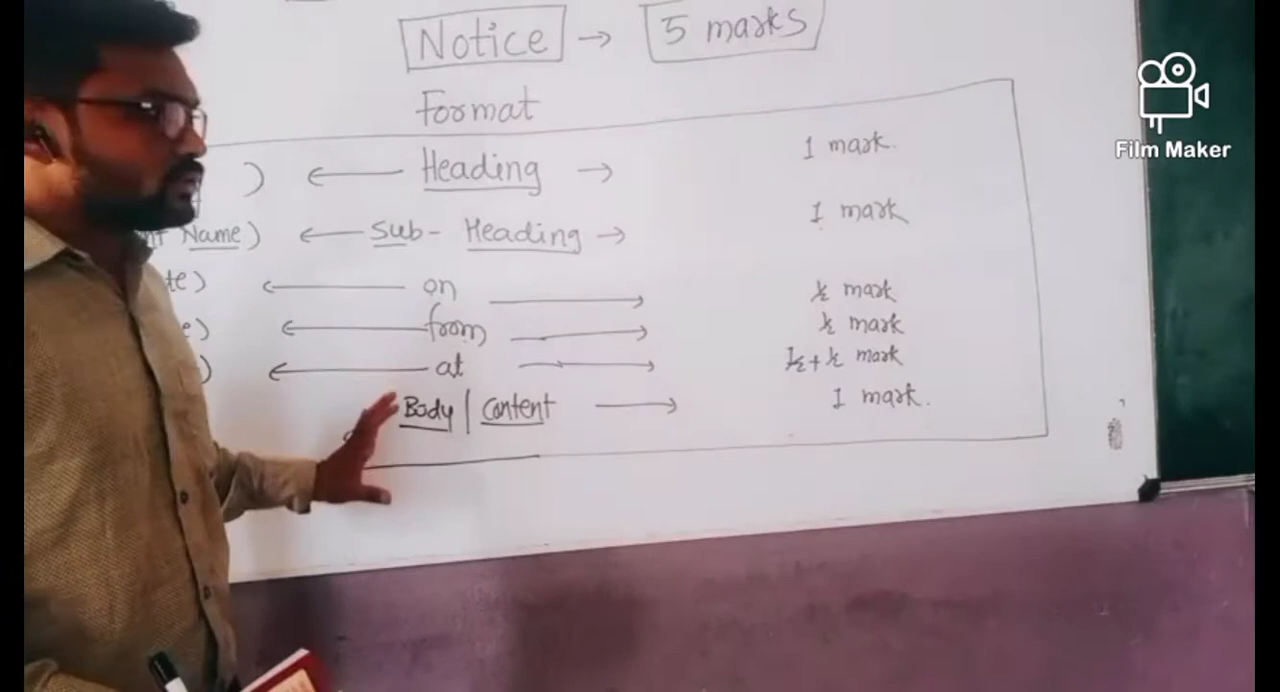 Notice → 5 marks
Format
) ← Heading → 1 mark.
Name) ← Sub-Heading → 1 mark
te) ← on → ½ mark
e) ← from → ½ mark
) ← at → ½+½ mark
Body | Content → 1 mark.
Film Maker